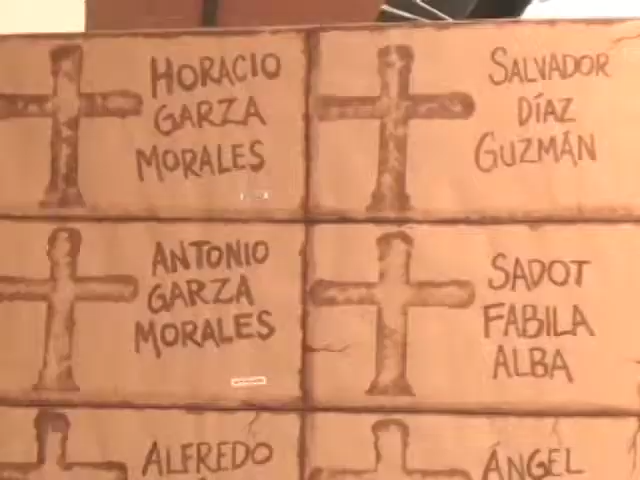 HORACIO
GARZA
MORALES
SALVADOR
DÍAZ
GUZMÁN
ANTONIO
GARZA
MORALES
SADOT
FABILA
ALBA
ALFREDO
ÁNGEL